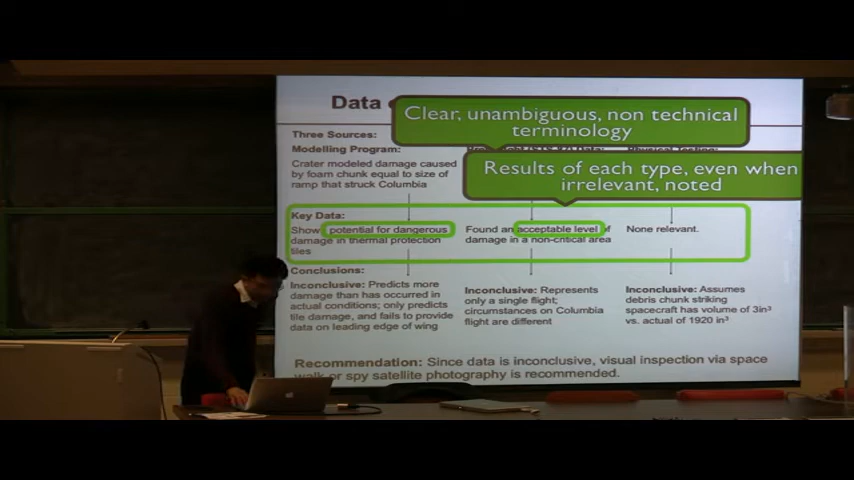 Data
Clear, unambiguous, non technical
terminology
Three Sources:
Modelling Program:
Crater modeled damage caused
by foam chunk equal to size of
ramp that struck Columbia
Results of each type, even when
irrelevant, noted
Key Data:
Show potential for dangerous
damage in thermal protection
tiles
Found an acceptable level of
damage in a non-critical area
None relevant.
Conclusions:
Inconclusive: Predicts more
damage than has occurred in
actual conditions; only predicts
tile damage, and fails to provide
data on leading edge of wing
Inconclusive: Represents
only a single flight;
circumstances on Columbia
flight are different
Inconclusive: Assumes
debris chunk striking
spacecraft has volume of 3in³
vs. actual of 1920 in³
Recommendation: Since data is inconclusive, visual inspection via space
walk or spy satellite photography is recommended.